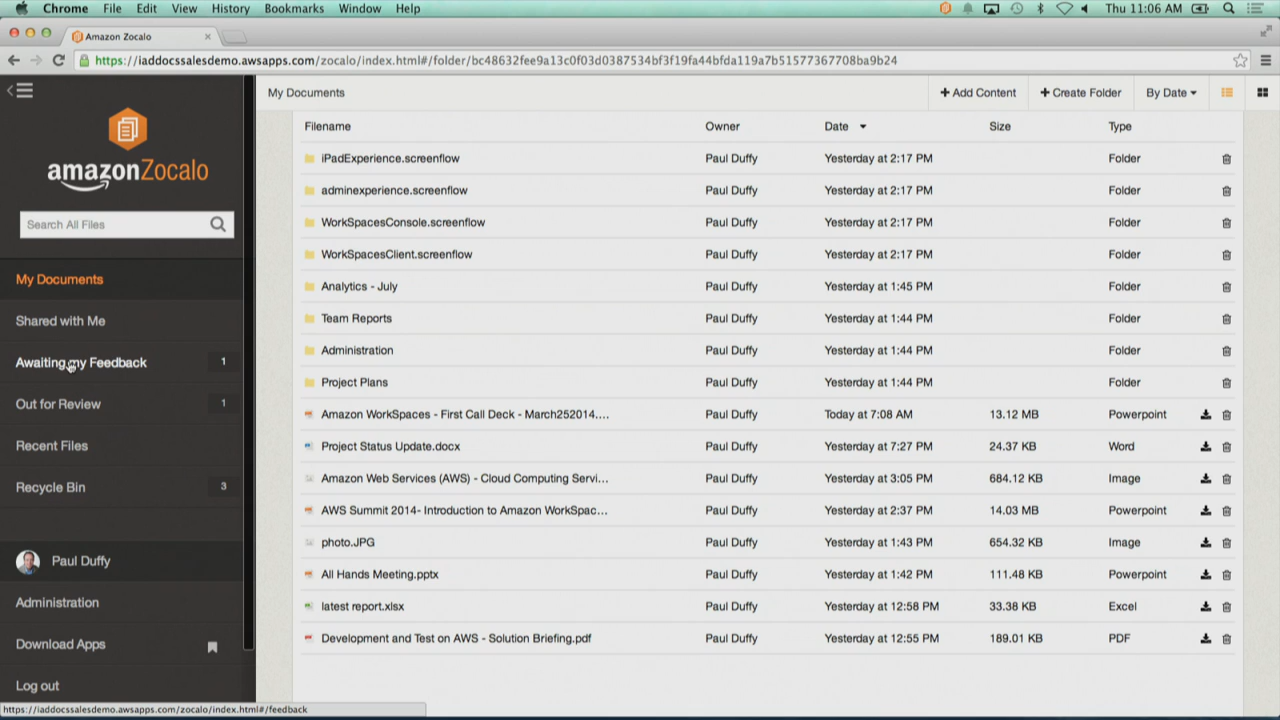 Chrome File Edit View History Bookmarks Window Help Thu 11:06 AM
Amazon Zocalo
https://iaddocssalesdemo.awsapps.com/zocalo/index.html#/folder/bc48632fee9a13c0f03d0387534bf3f19fa44bfda119a7b51577367708ba9b24
My Documents + Add Content + Create Folder By Date
amazonZocalo
Search All Files
My Documents
Shared with Me
Awaiting my Feedback 1
Out for Review 1
Recent Files
Recycle Bin 3
Paul Duffy
Administration
Download Apps
Log out
Filename Owner Date Size Type
iPadExperience.screenflow Paul Duffy Yesterday at 2:17 PM Folder
adminexperience.screenflow Paul Duffy Yesterday at 2:17 PM Folder
WorkSpacesConsole.screenflow Paul Duffy Yesterday at 2:17 PM Folder
WorkSpacesClient.screenflow Paul Duffy Yesterday at 2:17 PM Folder
Analytics - July Paul Duffy Yesterday at 1:45 PM Folder
Team Reports Paul Duffy Yesterday at 1:44 PM Folder
Administration Paul Duffy Yesterday at 1:44 PM Folder
Project Plans Paul Duffy Yesterday at 1:44 PM Folder
Amazon WorkSpaces - First Call Deck - March252014.... Paul Duffy Today at 7:08 AM 13.12 MB Powerpoint
Project Status Update.docx Paul Duffy Yesterday at 7:27 PM 24.37 KB Word
Amazon Web Services (AWS) - Cloud Computing Servi... Paul Duffy Yesterday at 3:05 PM 684.12 KB Image
AWS Summit 2014- Introduction to Amazon WorkSpac... Paul Duffy Yesterday at 2:37 PM 14.03 MB Powerpoint
photo.JPG Paul Duffy Yesterday at 1:43 PM 654.32 KB Image
All Hands Meeting.pptx Paul Duffy Yesterday at 1:42 PM 111.48 KB Powerpoint
latest report.xlsx Paul Duffy Yesterday at 12:58 PM 33.38 KB Excel
Development and Test on AWS - Solution Briefing.pdf Paul Duffy Yesterday at 12:55 PM 189.01 KB PDF
https://iaddocssalesdemo.awsapps.com/zocalo/index.html#/feedback